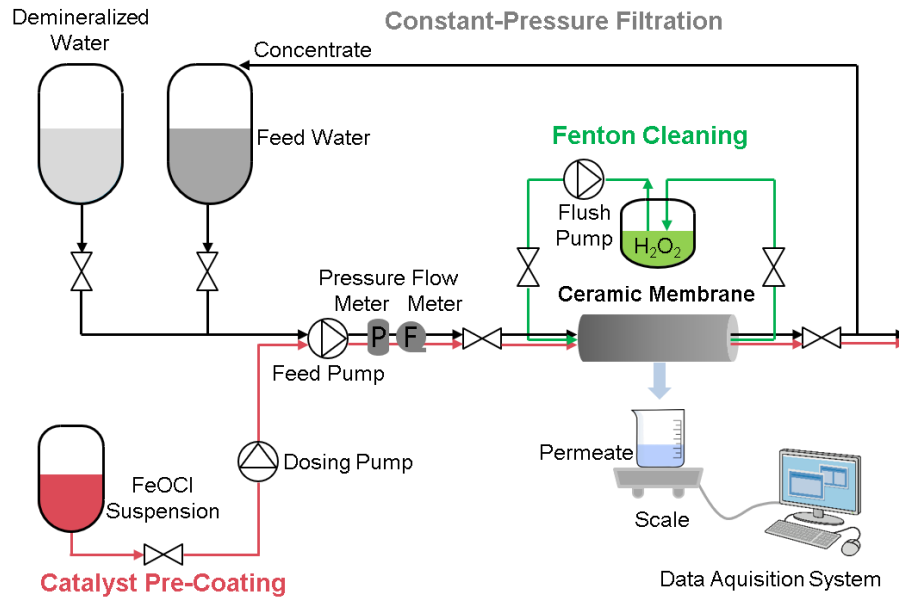 Demineralized
Water
Constant-Pressure Filtration
Concentrate
Feed Water
Fenton Cleaning
Flush
Pump
H₂O₂
Pressure Flow
Meter Meter
Ceramic Membrane
P
F
Feed Pump
Dosing Pump
FeOCl
Suspension
Permeate
Scale
Catalyst Pre-Coating
Data Aquisition System